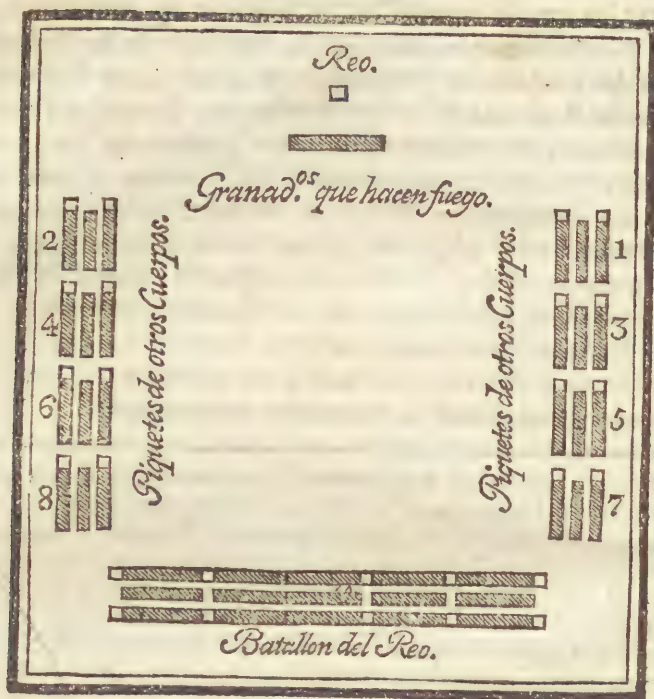 Reo.
Granad.ᵒˢ que hacen fuego.
2
4
6
8
Piquetes de otros Cuerpos.
Piquetes de otros Cuerpos.
1
3
5
7
Batallon del Reo.